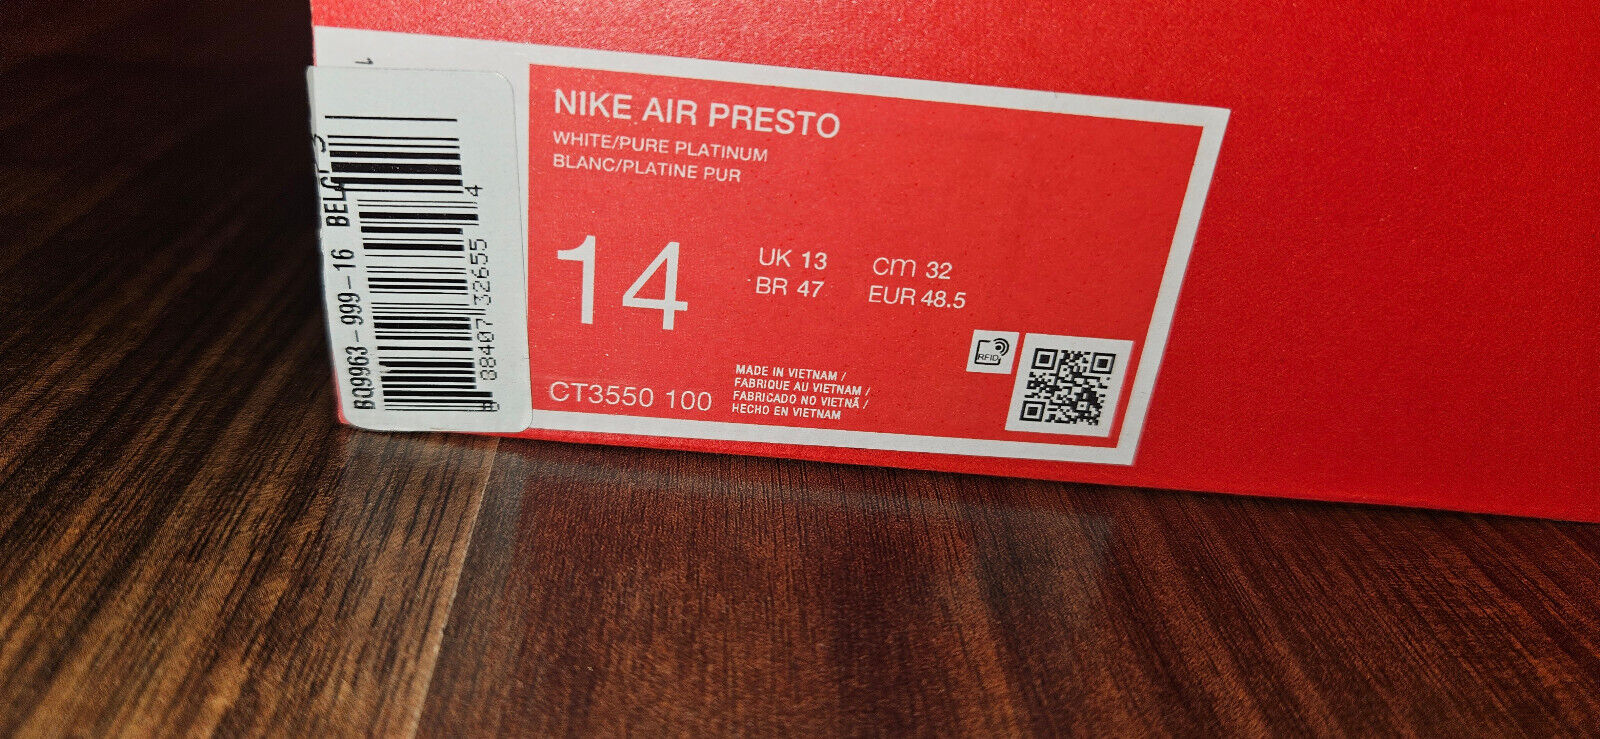 NIKE AIR PRESTO
WHITE/PURE PLATINUM
BLANC/PLATINE PUR
14
UK 13
cm 32
BR 47
EUR 48.5
RFID
CT3550 100
MADE IN VIETNAM /
FABRIQUE AU VIETNAM /
FABRICADO NO VIETNÃ /
HECHO EN VIETNAM
BQ9963-999-16
88407 32655 4